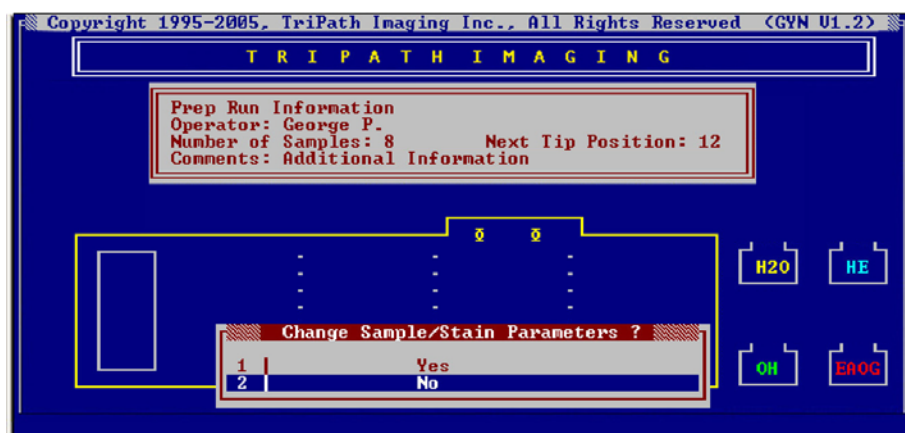 Copyright 1995-2005, TriPath Imaging Inc., All Rights Reserved (GYN V1.2)
T R I P A T H I M A G I N G
Prep Run Information
Operator: George P.
Number of Samples: 8 Next Tip Position: 12
Comments: Additional Information
H2O HE
Change Sample/Stain Parameters ?
1 Yes
2 No
OH EAOG